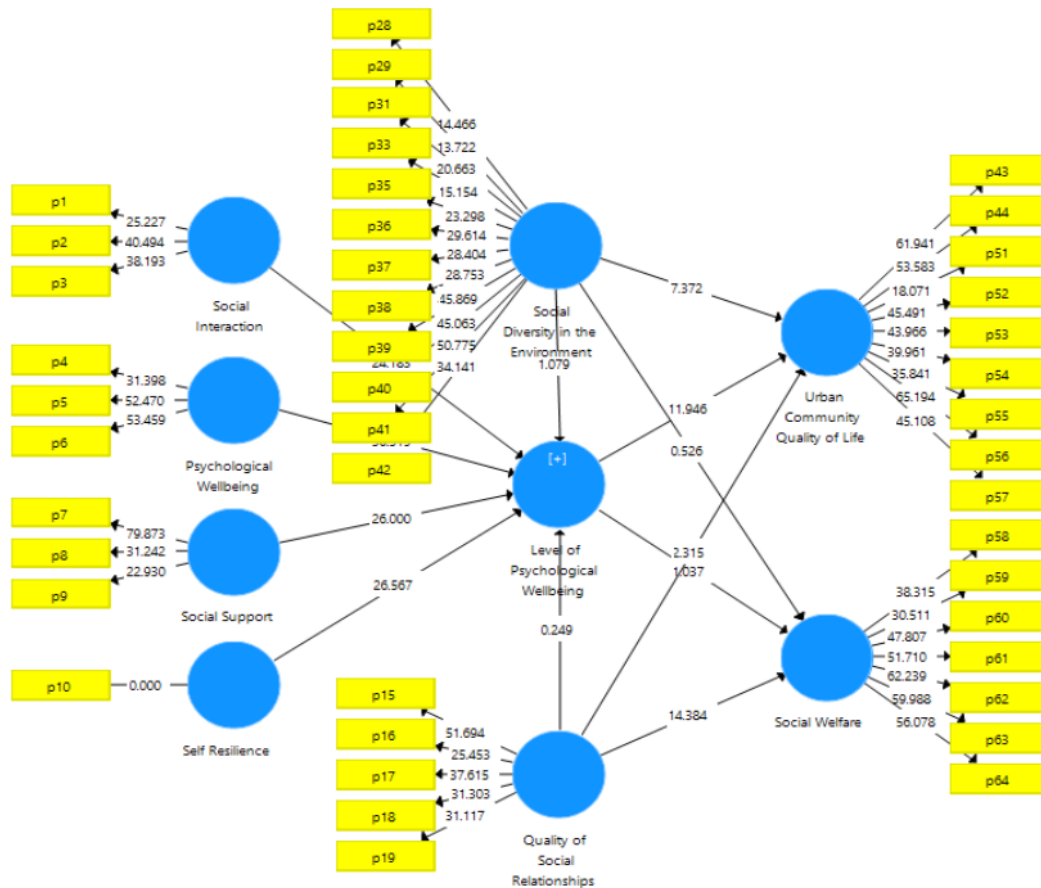 p28
p29
p31
p33
p35
p36
p37
p38
p39
p40
p41
p42
14.466
13.722
20.663
15.154
23.298
29.614
28.404
28.753
45.869
45.063
50.775
34.141
Social
Diversity in the
Environment
p1
p2
p3
25.227
40.494
38.193
Social
Interaction
24.183
p4
p5
p6
31.398
52.470
53.459
Psychological
Wellbeing
p7
p8
p9
79.873
31.242
22.930
Social Support
26.000
p10
0.000
Self Resilience
26.567
[+]
Level of
Psychological
Wellbeing
1.079
7.372
11.946
0.526
2.315
1.037
0.249
14.384
p15
p16
p17
p18
p19
51.694
25.453
37.615
31.303
31.117
Quality of
Social
Relationships
p43
p44
p51
p52
p53
p54
p55
p56
p57
61.941
53.583
18.071
45.491
43.966
39.961
35.841
65.194
45.108
Urban
Community
Quality of Life
p58
p59
p60
p61
p62
p63
p64
38.315
30.511
47.807
51.710
62.239
59.988
56.078
Social Welfare